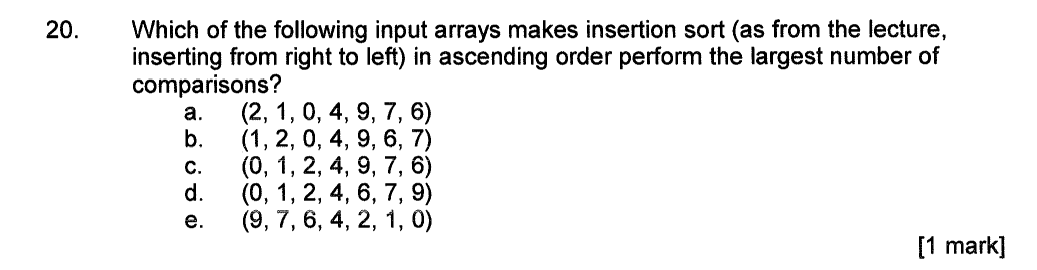 20. Which of the following input arrays makes insertion sort (as from the lecture,
inserting from right to left) in ascending order perform the largest number of
comparisons?
a. (2, 1, 0, 4, 9, 7, 6)
b. (1, 2, 0, 4, 9, 6, 7)
c. (0, 1, 2, 4, 9, 7, 6)
d. (0, 1, 2, 4, 6, 7, 9)
e. (9, 7, 6, 4, 2, 1, 0)
[1 mark]